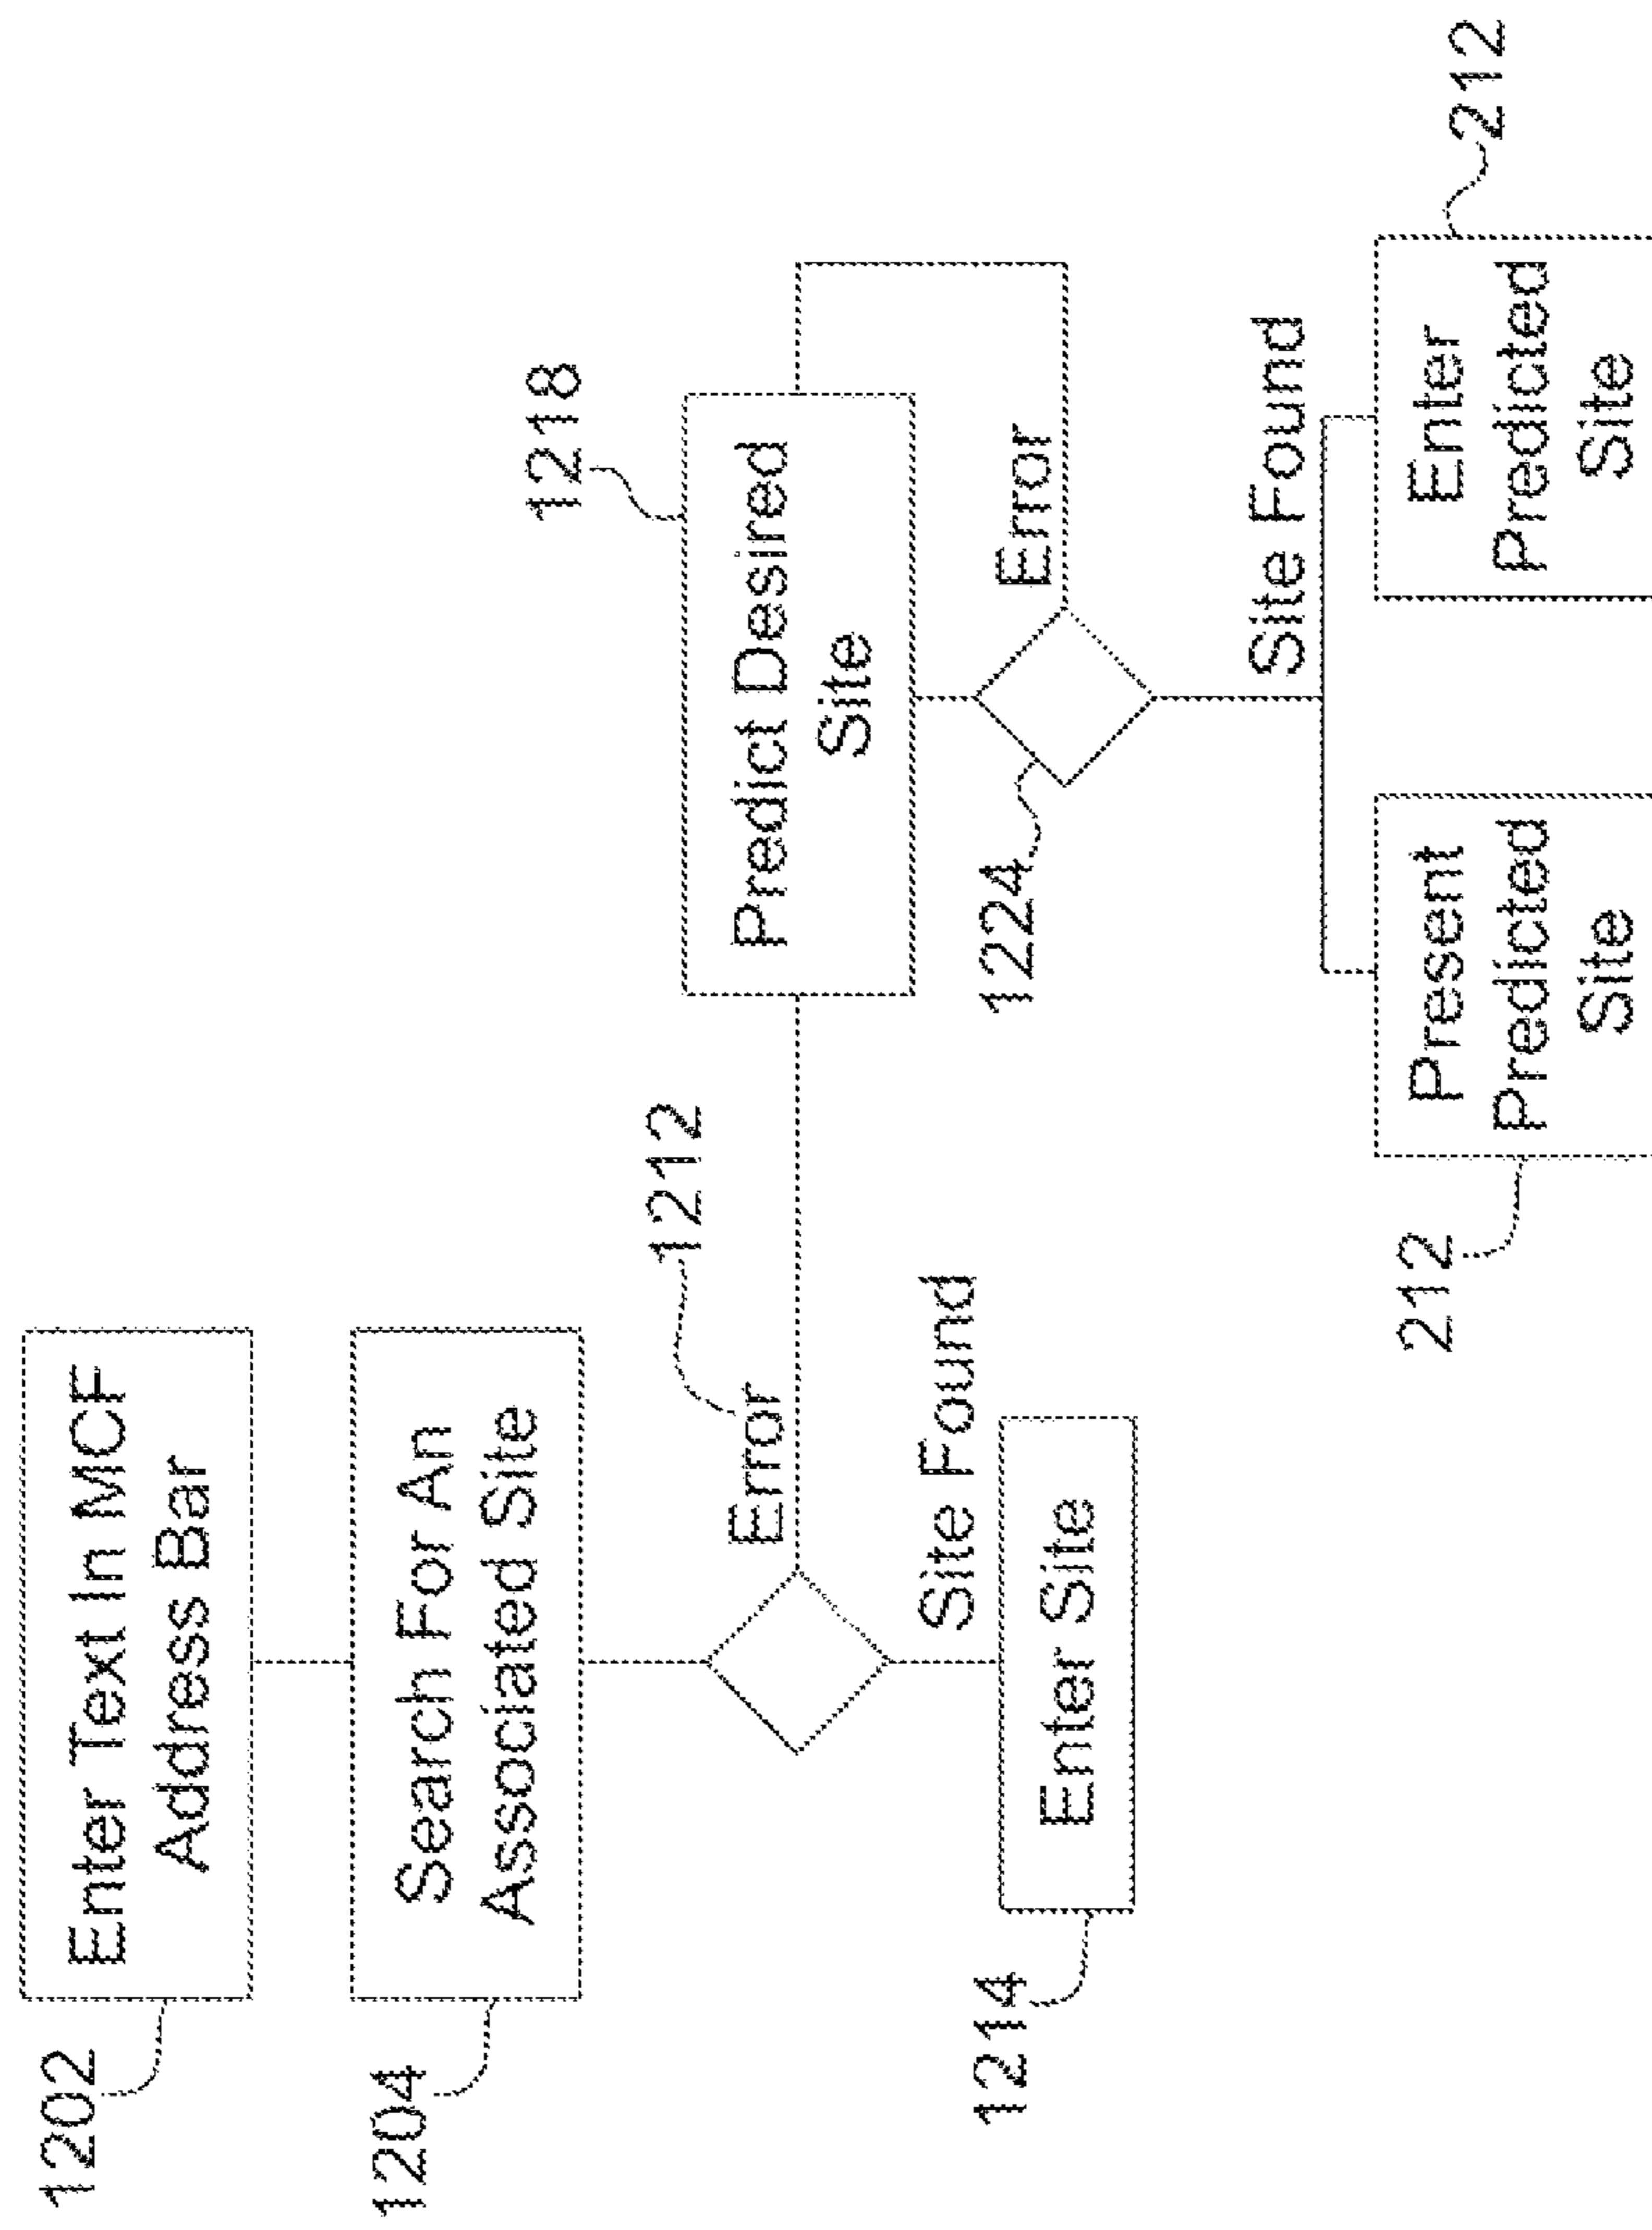 1202
Enter Text In MCF
Address Bar
1204
Search For An
Associated Site
Error
1212
Site Found
1214
Enter Site
1218
Predict Desired
Site
1224
Error
Site Found
212
Present
Predicted
Site
Enter
Predicted
Site
212